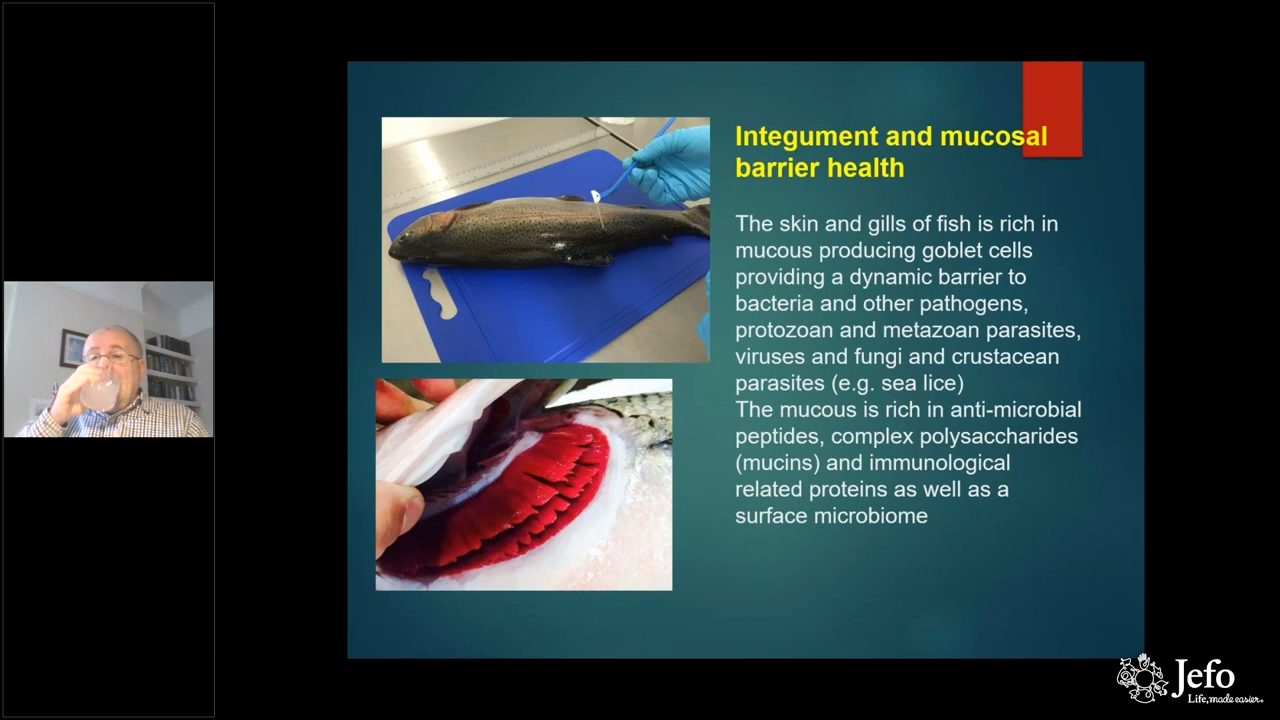 Integument and mucosal
barrier health
The skin and gills of fish is rich in
mucous producing goblet cells
providing a dynamic barrier to
bacteria and other pathogens,
protozoan and metazoan parasites,
viruses and fungi and crustacean
parasites (e.g. sea lice)
The mucous is rich in anti-microbial
peptides, complex polysaccharides
(mucins) and immunological
related proteins as well as a
surface microbiome
Jefo
Life, made easier.